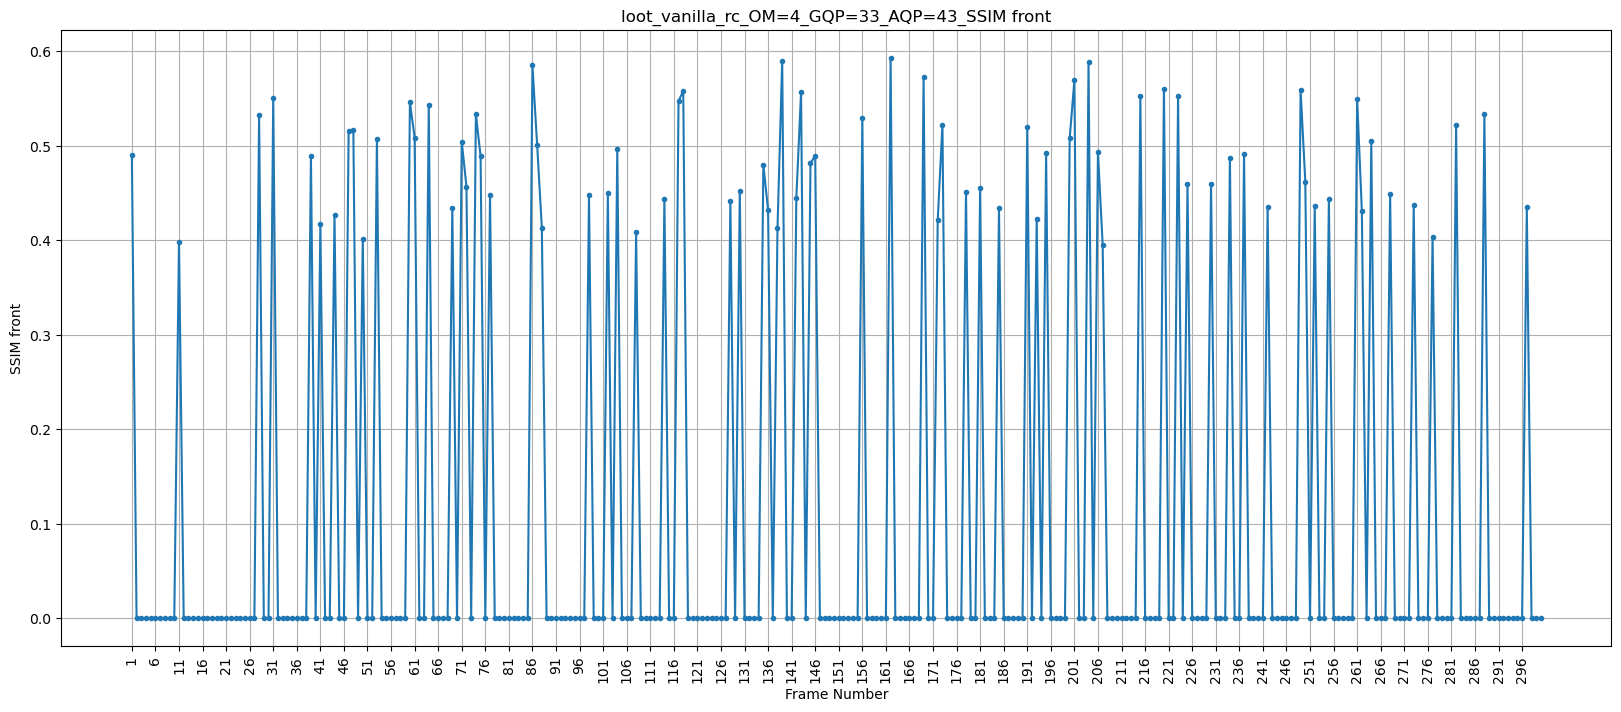 loot_vanilla_rc_OM=4_GQP=33_AQP=43_SSIM front
0.6
0.5
0.4
0.3
0.2
0.1
0.0
SSIM front
1 6 11 16 21 26 31 36 41 46 51 56 61 66 71 76 81 86 91 96 101 106 111 116 121 126 131 136 141 146 151 156 161 166 171 176 181 186 191 196 201 206 211 216 221 226 231 236 241 246 251 256 261 266 271 276 281 286 291 296
Frame Number